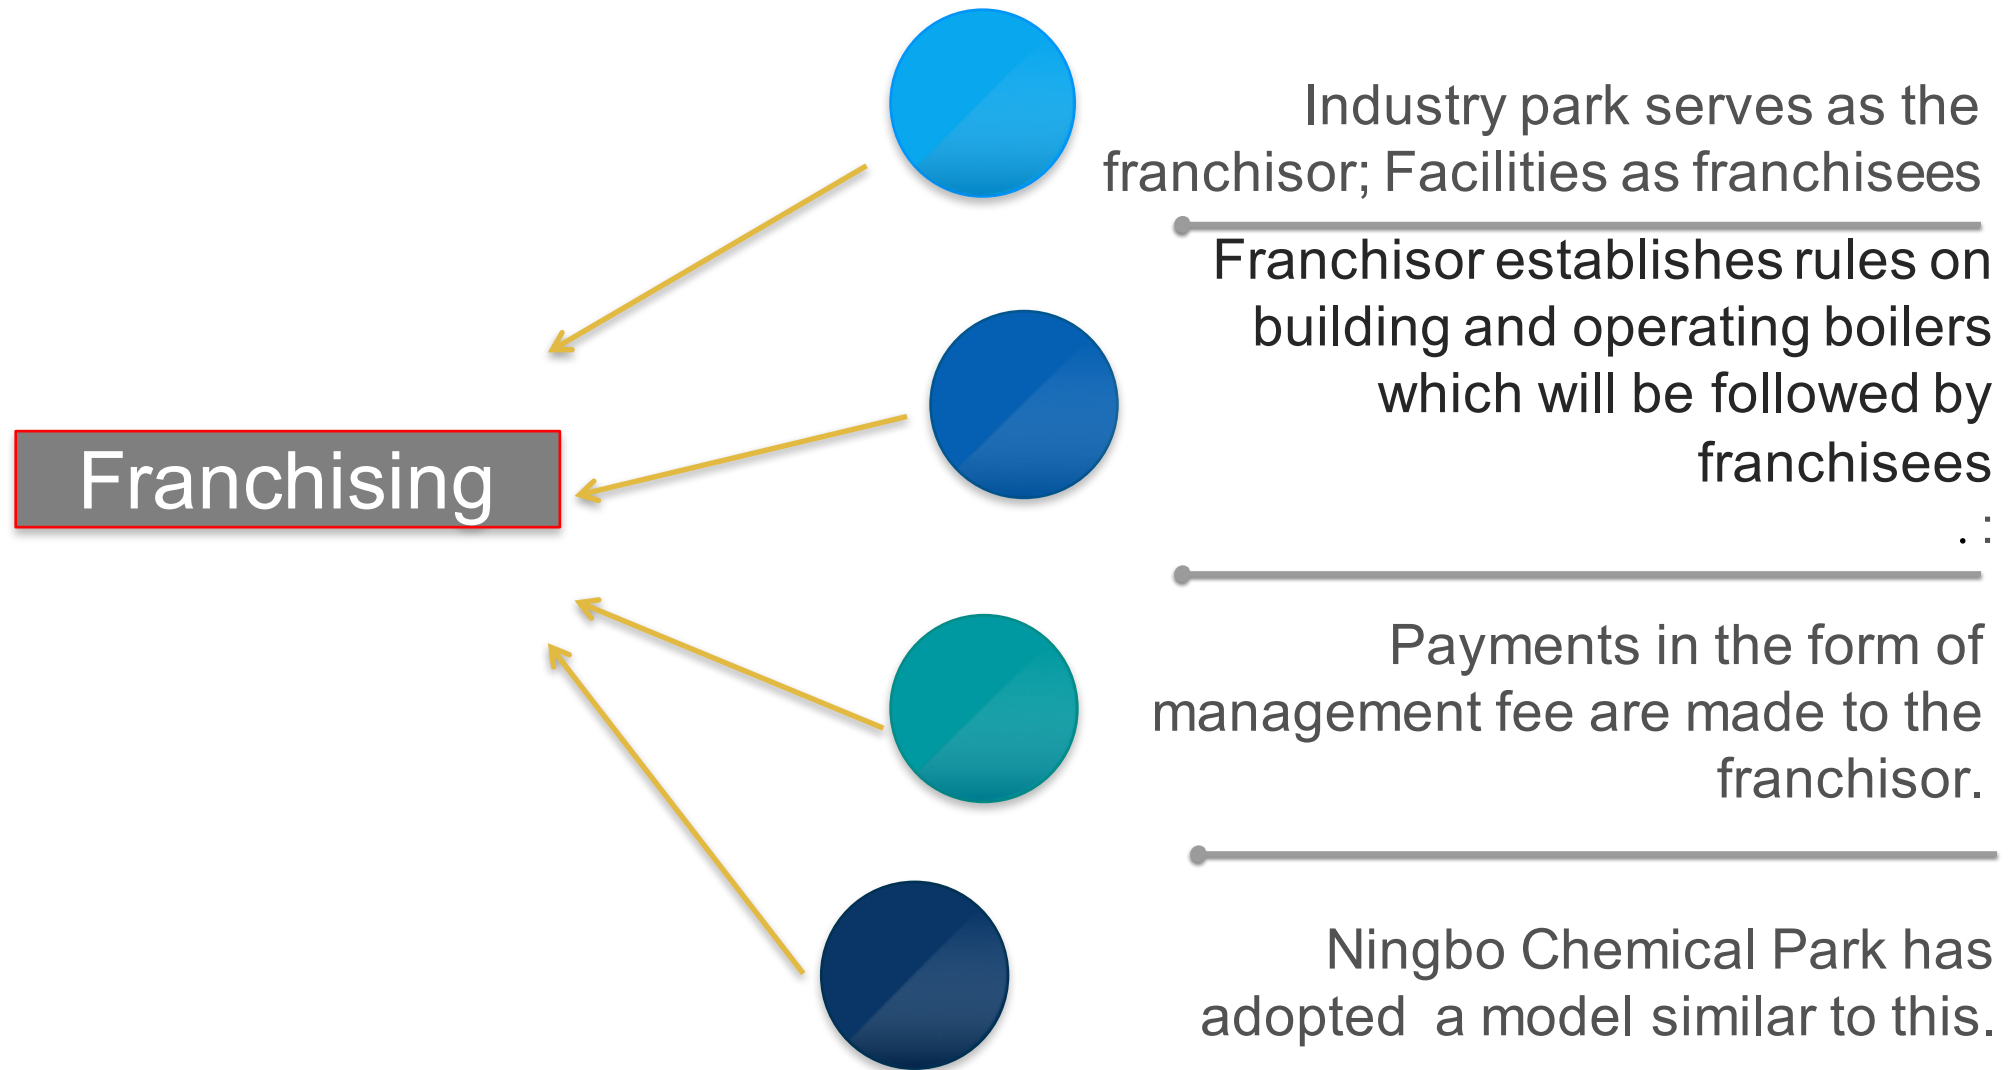 Franchising
Industry park serves as the
franchisor; Facilities as franchisees
Franchisor establishes rules on
building and operating boilers
which will be followed by
franchisees
. :
Payments in the form of
management fee are made to the
franchisor.
Ningbo Chemical Park has
adopted  a model similar to this.